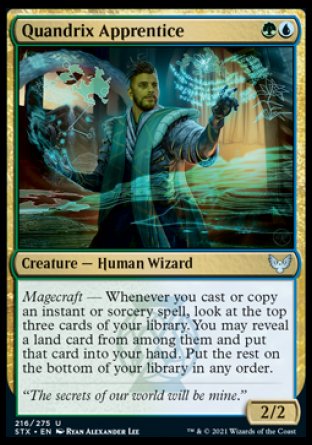 Quandrix Apprentice
Creature — Human Wizard
Magecraft — Whenever you cast or copy
an instant or sorcery spell, look at the top
three cards of your library. You may reveal
a land card from among them and put
that card into your hand. Put the rest on
the bottom of your library in any order.
“The secrets of our world will be mine.”
2/2
216/275 U
STX • EN Ryan Alexander Lee
™ & © 2021 Wizards of the Coast